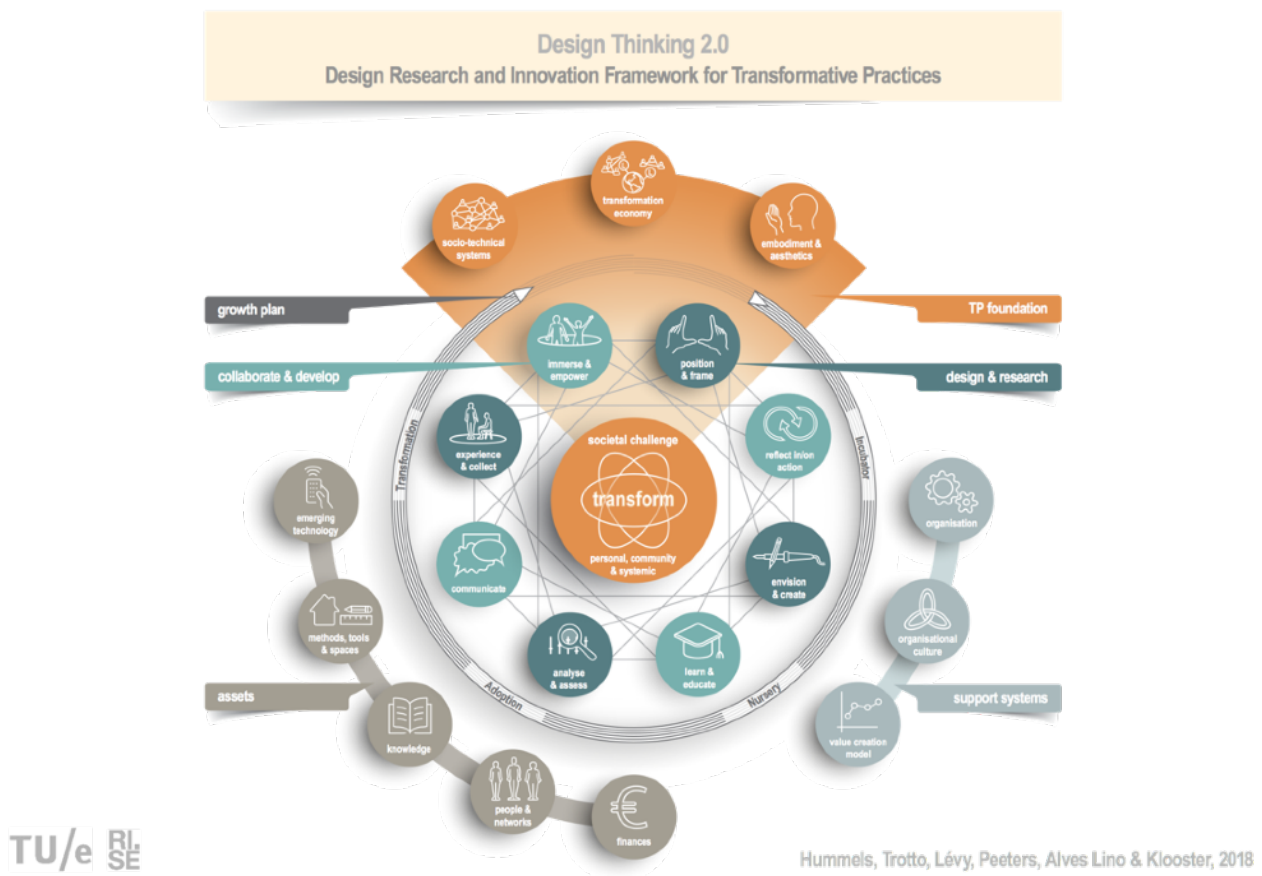 Design Thinking 2.0
Design Research and Innovation Framework for Transformative Practices
transformation
economy
socio-technical
systems
embodiment &
aesthetics
growth plan
TP foundation
collaborate & develop
design & research
immerse &
empower
position
& frame
experience
& collect
reflect in/on
action
societal challenge
transform
personal, community
& systemic
communicate
envision
& create
analyse
& assess
learn &
educate
Transformation
Incubator
Adoption
Nursery
emerging
technology
methods, tools
& spaces
assets
knowledge
people &
networks
€
finances
organisation
organisational
culture
support systems
value creation
model
TU/e
RI.
SE
Hummels, Trotto, Lévy, Peeters, Alves Lino & Klooster, 2018